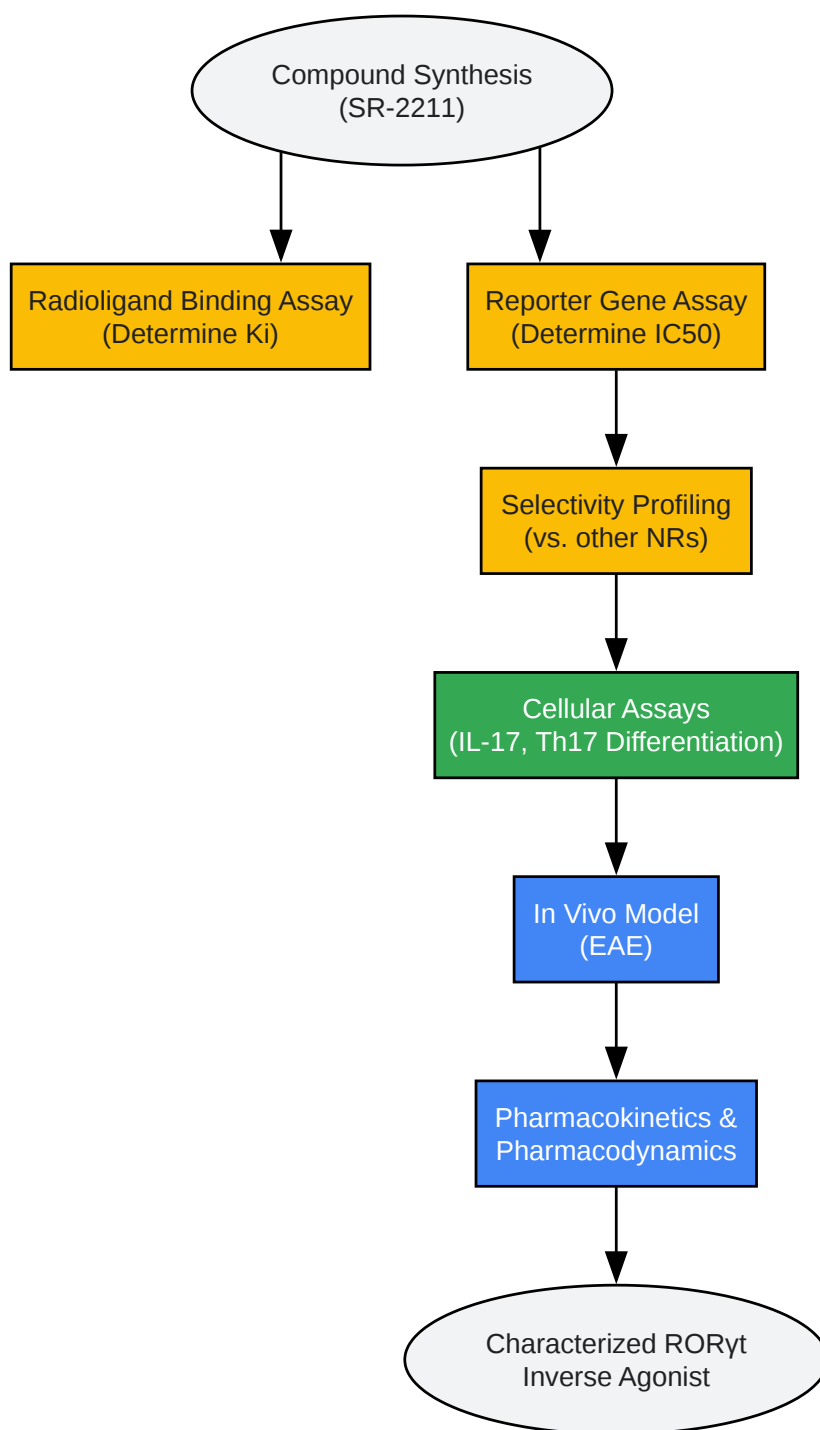 Compound Synthesis
(SR-2211)
Radioligand Binding Assay
(Determine Ki)
Reporter Gene Assay
(Determine IC50)
Selectivity Profiling
(vs. other NRs)
Cellular Assays
(IL-17, Th17 Differentiation)
In Vivo Model
(EAE)
Pharmacokinetics &
Pharmacodynamics
Characterized RORγt
Inverse Agonist